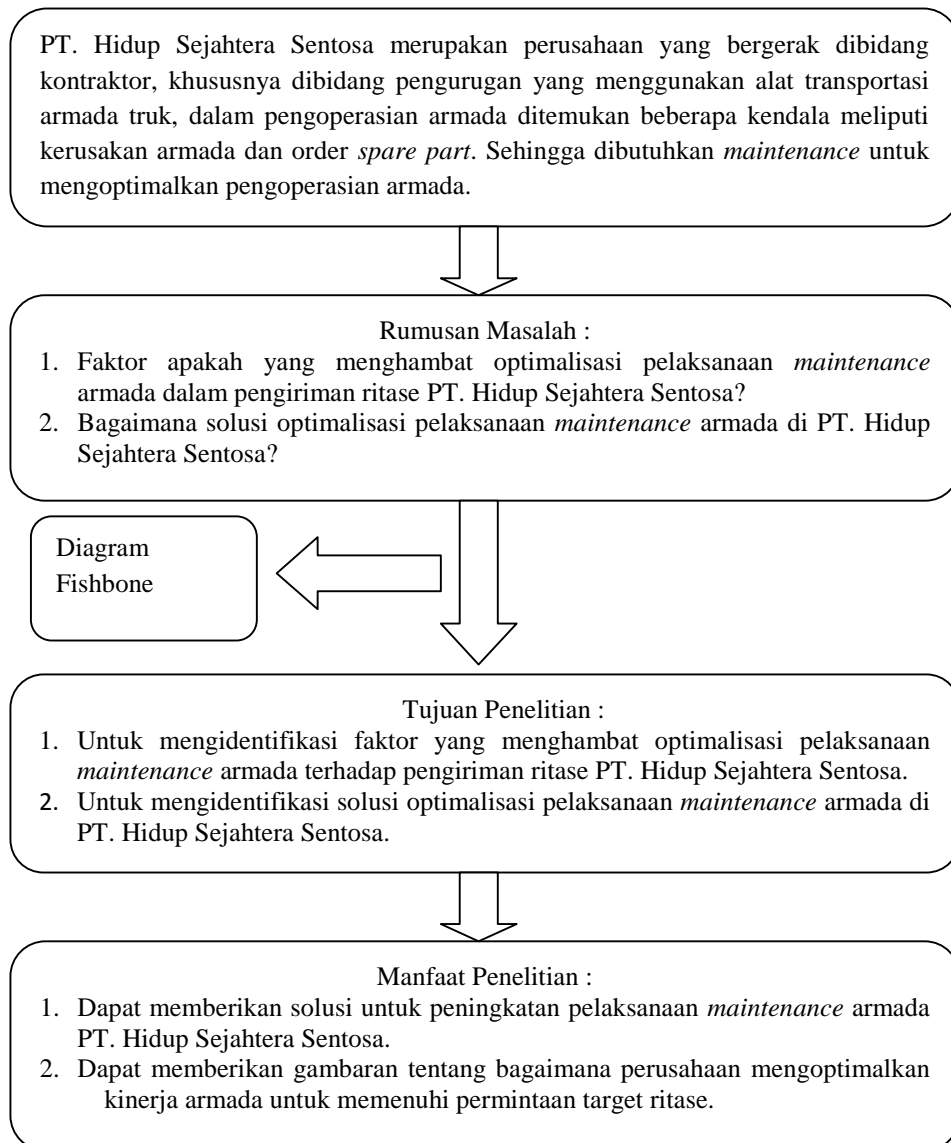 PT. Hidup Sejahtera Sentosa merupakan perusahaan yang bergerak dibidang
kontraktor, khususnya dibidang pengurugan yang menggunakan alat transportasi
armada truk, dalam pengoperasian armada ditemukan beberapa kendala meliputi
kerusakan armada dan order spare part. Sehingga dibutuhkan maintenance untuk
mengoptimalkan pengoperasian armada.
Rumusan Masalah :
1. Faktor apakah yang menghambat optimalisasi pelaksanaan maintenance
armada dalam pengiriman ritase PT. Hidup Sejahtera Sentosa?
2. Bagaimana solusi optimalisasi pelaksanaan maintenance armada di PT. Hidup
Sejahtera Sentosa?
Diagram
Fishbone
Tujuan Penelitian :
1. Untuk mengidentifikasi faktor yang menghambat optimalisasi pelaksanaan
maintenance armada terhadap pengiriman ritase PT. Hidup Sejahtera Sentosa.
2. Untuk mengidentifikasi solusi optimalisasi pelaksanaan maintenance armada di
PT. Hidup Sejahtera Sentosa.
Manfaat Penelitian :
1. Dapat memberikan solusi untuk peningkatan pelaksanaan maintenance armada
PT. Hidup Sejahtera Sentosa.
2. Dapat memberikan gambaran tentang bagaimana perusahaan mengoptimalkan
kinerja armada untuk memenuhi permintaan target ritase.